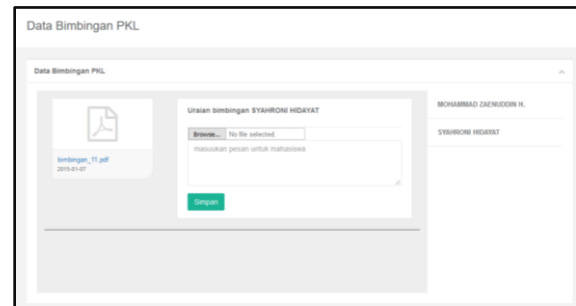 Data Bimbingan PKL
Data Bimbingan PKL
bimbingan_11.pdf
2015-01-07
Uraian bimbingan SYAHRONI HIDAYAT
Browse... No file selected.
masuukan pesan untuk mahasiswa
Simpan
MOHAMMAD ZAENUDDIN H.
SYAHRONI HIDAYAT